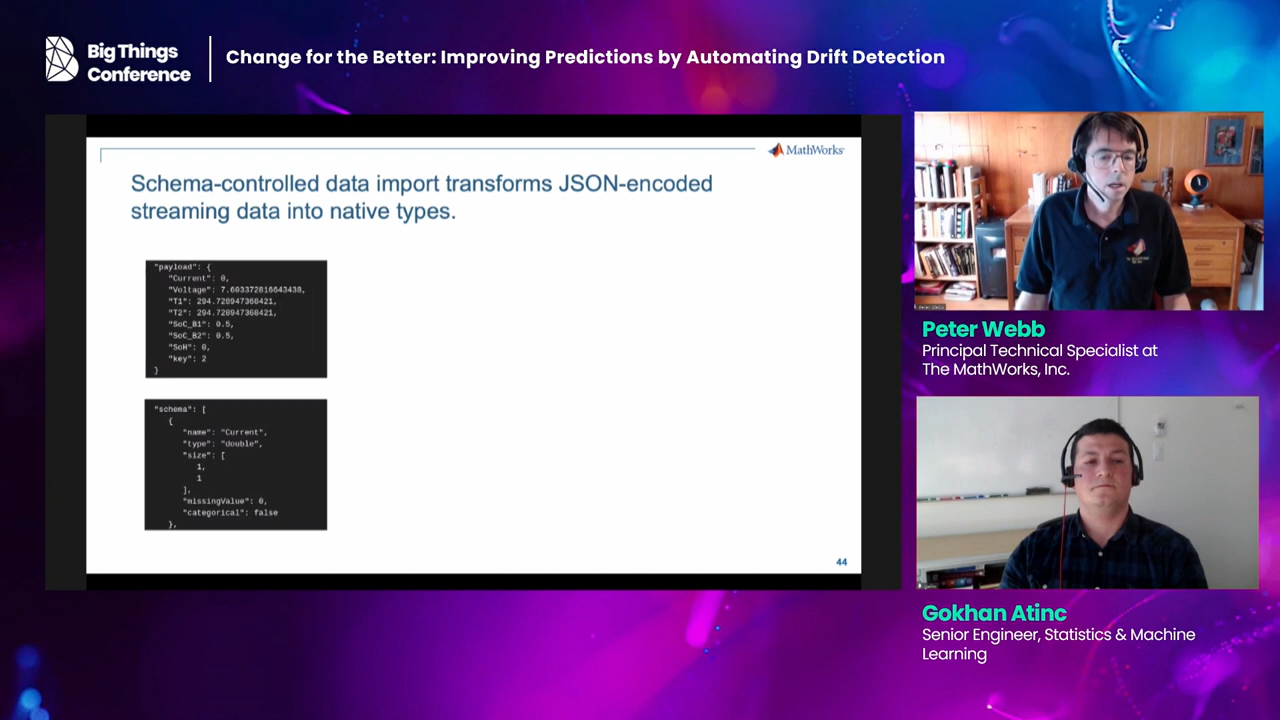 Big Things
Conference
Change for the Better: Improving Predictions by Automating Drift Detection
MathWorks
Schema-controlled data import transforms JSON-encoded
streaming data into native types.
"payload": {
"Current": 0,
"Voltage": 7.603372816643438,
"T1": 294.728947368421,
"T2": 294.728947368421,
"SoC_B1": 0.5,
"SoC_B2": 0.5,
"SoH": 0,
"key": 2
}
"schema": [
{
"name": "Current",
"type": "double",
"size": [
1,
1
],
"missingValue": 0,
"categorical": false
},
44
Peter Webb
Principal Technical Specialist at
The MathWorks, Inc.
Gokhan Atinc
Senior Engineer, Statistics & Machine
Learning